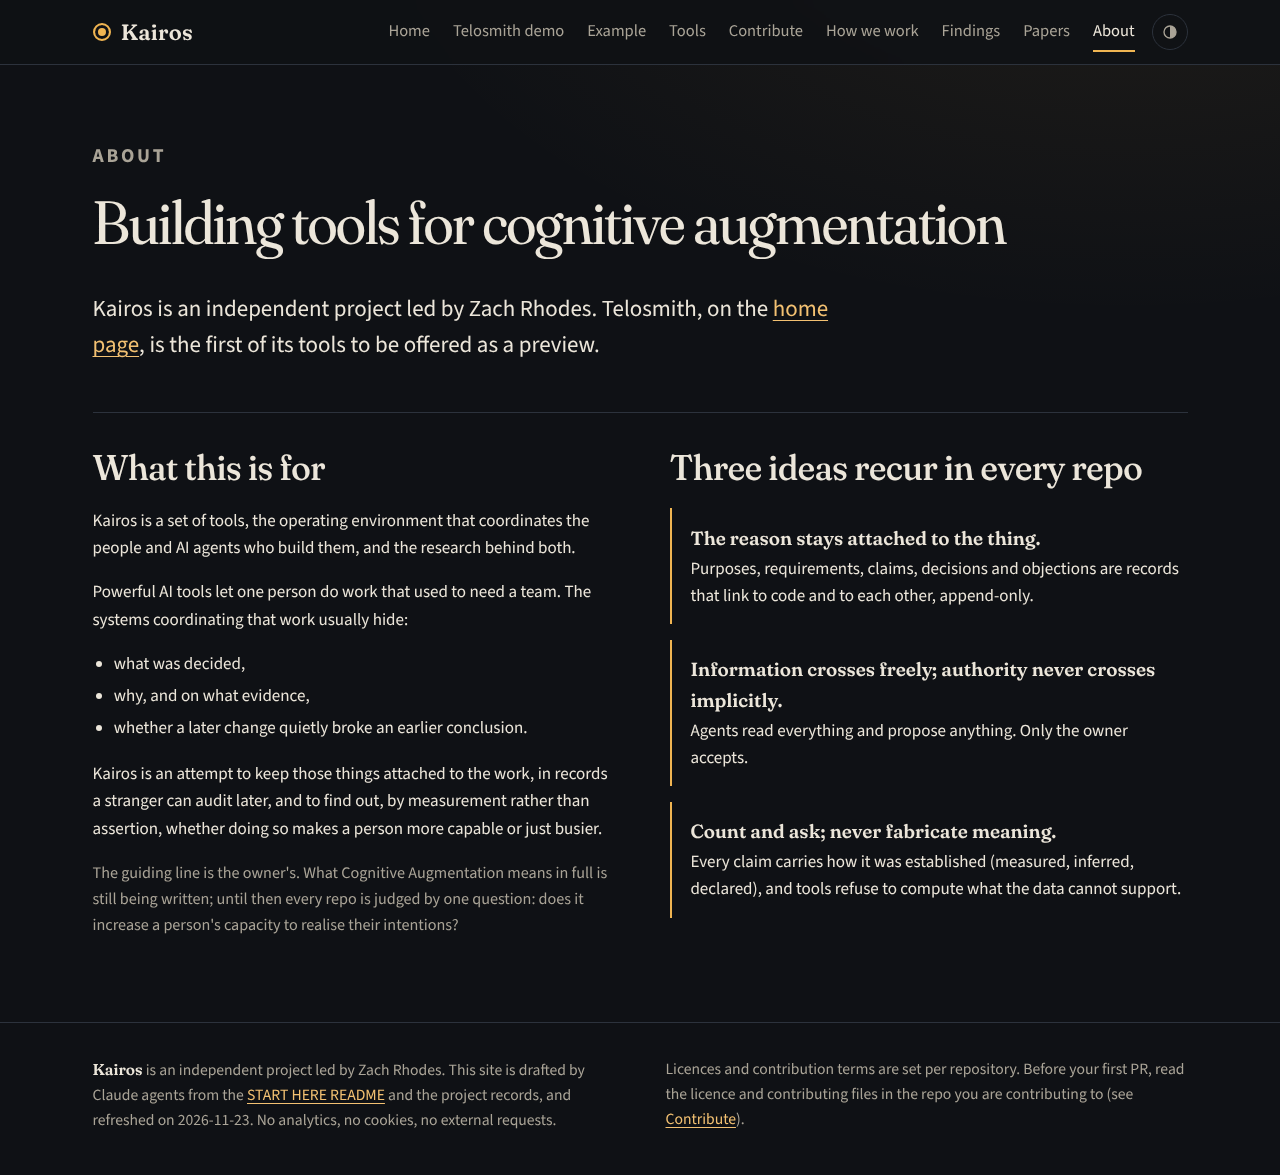 Kairos
Home Telosmith demo Example Tools Contribute How we work Findings Papers About
ABOUT
Building tools for cognitive augmentation
Kairos is an independent project led by Zach Rhodes. Telosmith, on the home
page, is the first of its tools to be offered as a preview.
What this is for
Kairos is a set of tools, the operating environment that coordinates the
people and AI agents who build them, and the research behind both.
Powerful AI tools let one person do work that used to need a team. The
systems coordinating that work usually hide:
• what was decided,
• why, and on what evidence,
• whether a later change quietly broke an earlier conclusion.
Kairos is an attempt to keep those things attached to the work, in records
a stranger can audit later, and to find out, by measurement rather than
assertion, whether doing so makes a person more capable or just busier.
The guiding line is the owner's. What Cognitive Augmentation means in full is
still being written; until then every repo is judged by one question: does it
increase a person's capacity to realise their intentions?
Three ideas recur in every repo
The reason stays attached to the thing.
Purposes, requirements, claims, decisions and objections are records
that link to code and to each other, append-only.
Information crosses freely; authority never crosses
implicitly.
Agents read everything and propose anything. Only the owner
accepts.
Count and ask; never fabricate meaning.
Every claim carries how it was established (measured, inferred,
declared), and tools refuse to compute what the data cannot support.
Kairos is an independent project led by Zach Rhodes. This site is drafted by
Claude agents from the START HERE README and the project records, and
refreshed on 2026-11-23. No analytics, no cookies, no external requests.
Licences and contribution terms are set per repository. Before your first PR, read
the licence and contributing files in the repo you are contributing to (see
Contribute).